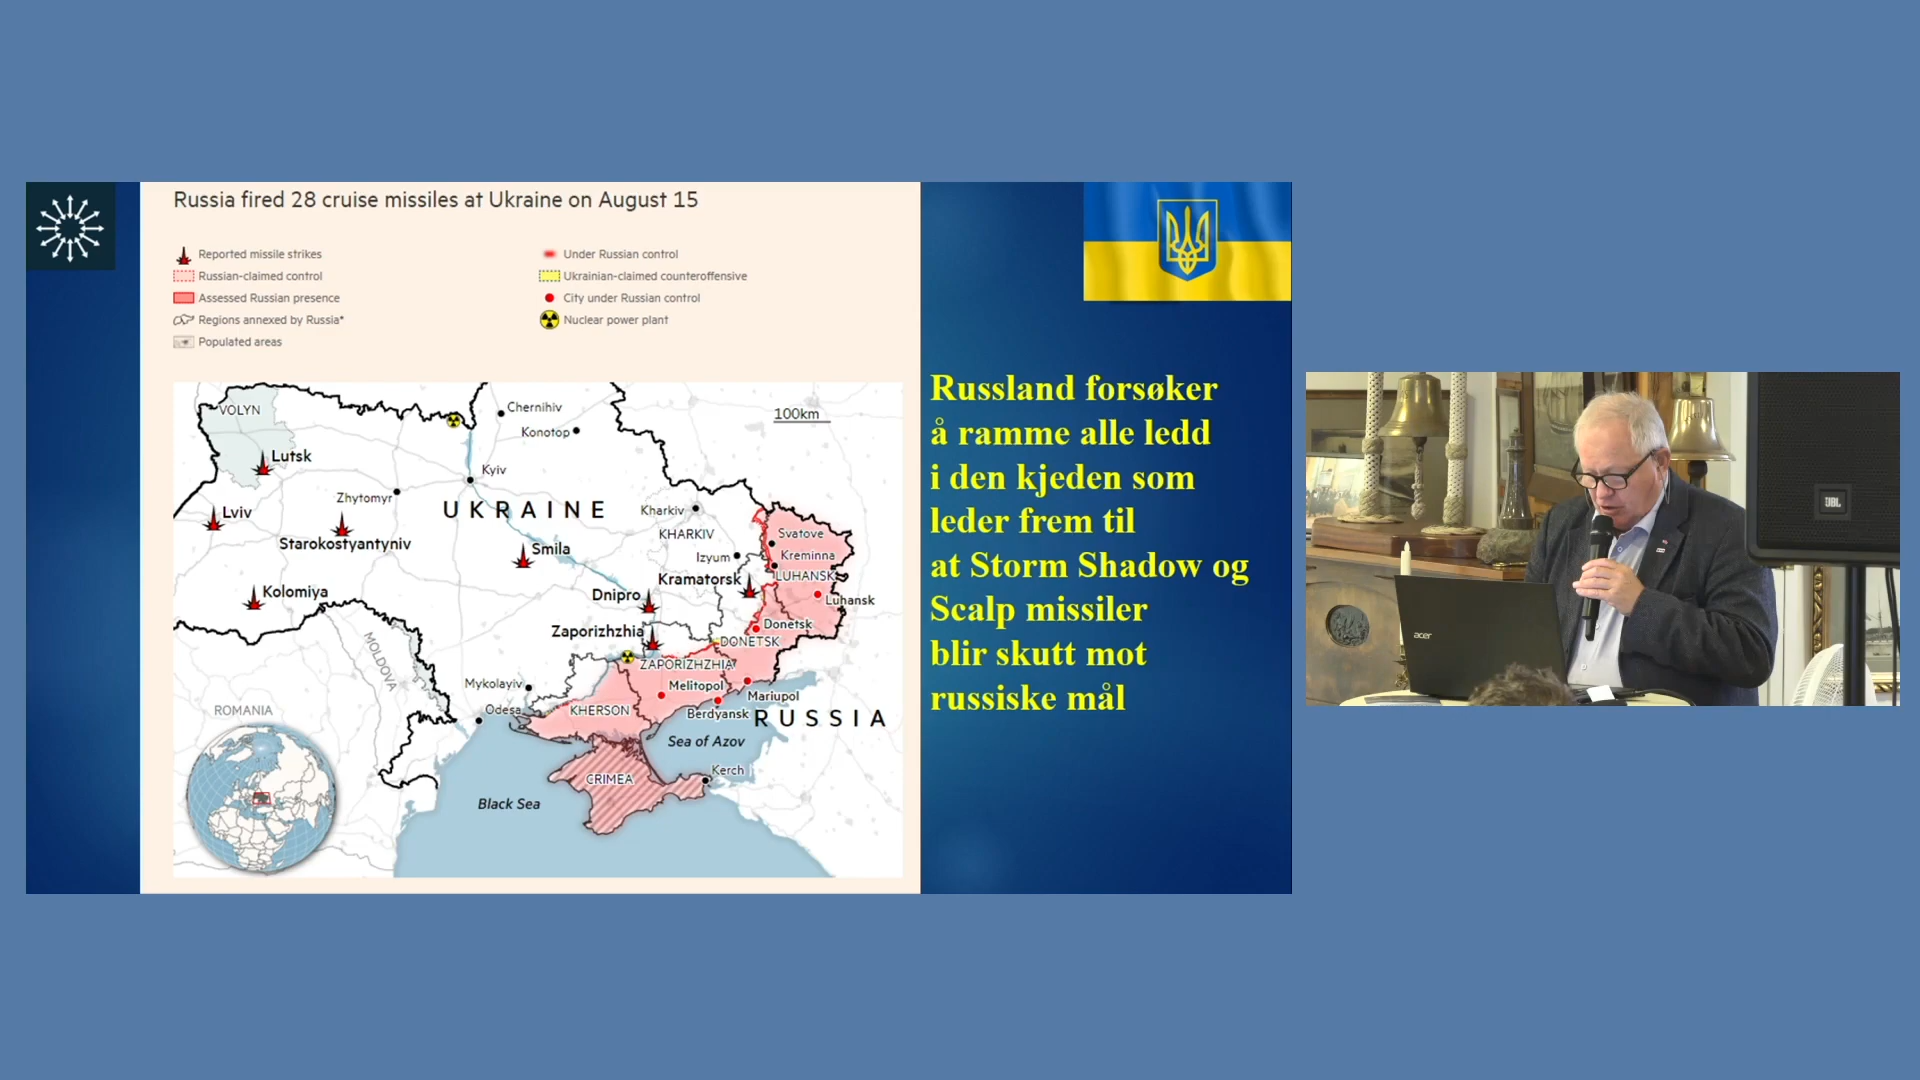 Russia fired 28 cruise missiles at Ukraine on August 15
Reported missile strikes
Russian-claimed control
Assessed Russian presence
Regions annexed by Russia*
Populated areas
Under Russian control
Ukrainian-claimed counteroffensive
City under Russian control
Nuclear power plant
100km
VOLYN
Chernihiv
Konotop
Lutsk
Kyiv
Zhytomyr
Lviv
UKRAINE
Kharkiv
KHARKIV
Svatove
Starokostyantyniv
Smila
Izyum
Kreminna
Kramatorsk
LUHANSK
Kolomiya
Dnipro
Luhansk
Zaporizhzhia
Donetsk
DONETSK
MOLDOVA
ZAPORIZHZHIA
Mykolayiv
Melitopol
Mariupol
ROMANIA
Odesa
KHERSON
Berdyansk
RUSSIA
Sea of Azov
Kerch
CRIMEA
Black Sea
Russland forsøker
å ramme alle ledd
i den kjeden som
leder frem til
at Storm Shadow og
Scalp missiler
blir skutt mot
russiske mål
JBL
acer